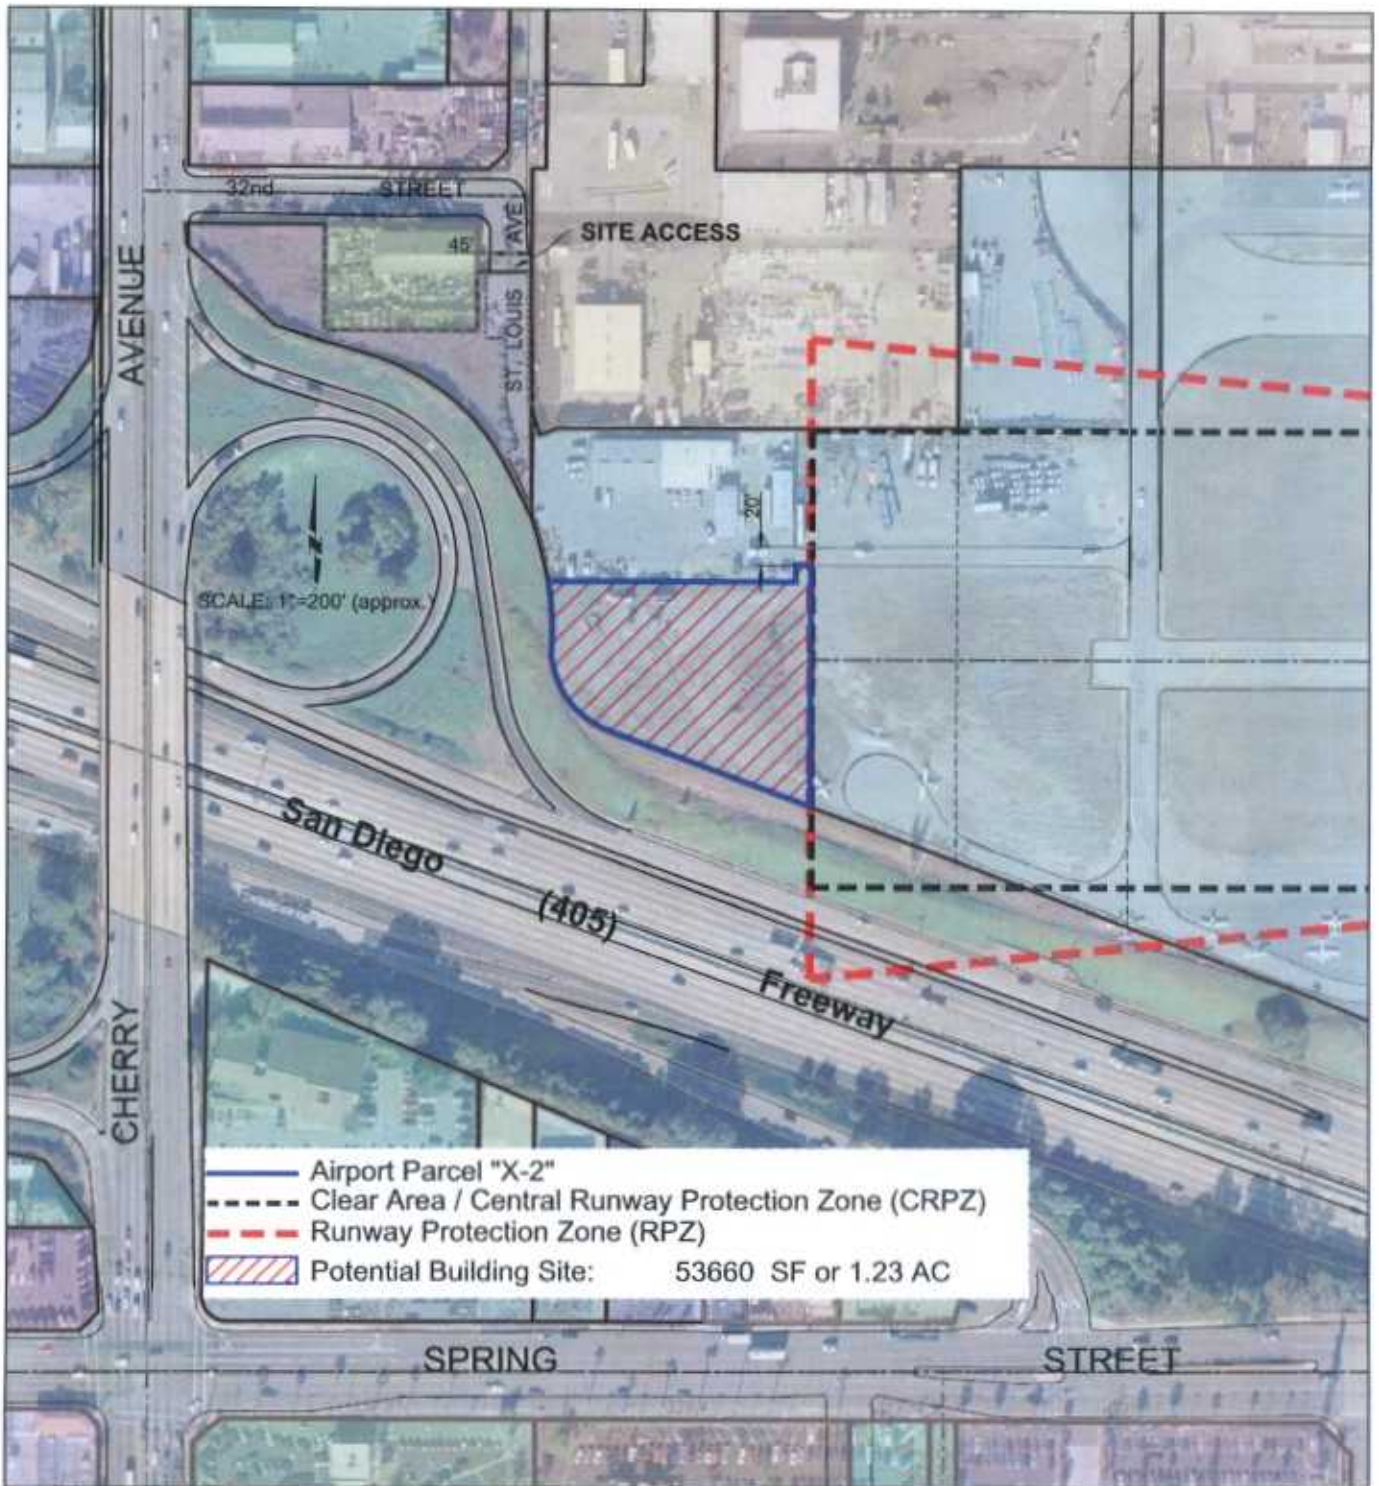 32nd STREET
AVE
45'
SITE ACCESS
AVENUE
ST. LOUIS
20'
N
SCALE: 1"=200' (approx.)
San Diego (405) Freeway
CHERRY
Airport Parcel "X-2"
Clear Area / Central Runway Protection Zone (CRPZ)
Runway Protection Zone (RPZ)
Potential Building Site: 53660 SF or 1.23 AC
SPRING STREET
2